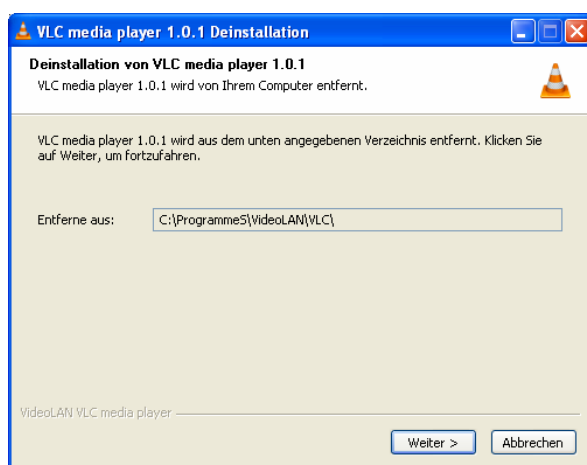 VLC media player 1.0.1 Deinstallation
Deinstallation von VLC media player 1.0.1
VLC media player 1.0.1 wird von Ihrem Computer entfernt.
VLC media player 1.0.1 wird aus dem unten angegebenen Verzeichnis entfernt. Klicken Sie
auf Weiter, um fortzufahren.
Entferne aus: C:\ProgrammeS\VideoLAN\VLC\
VideoLAN VLC media player
Weiter > Abbrechen